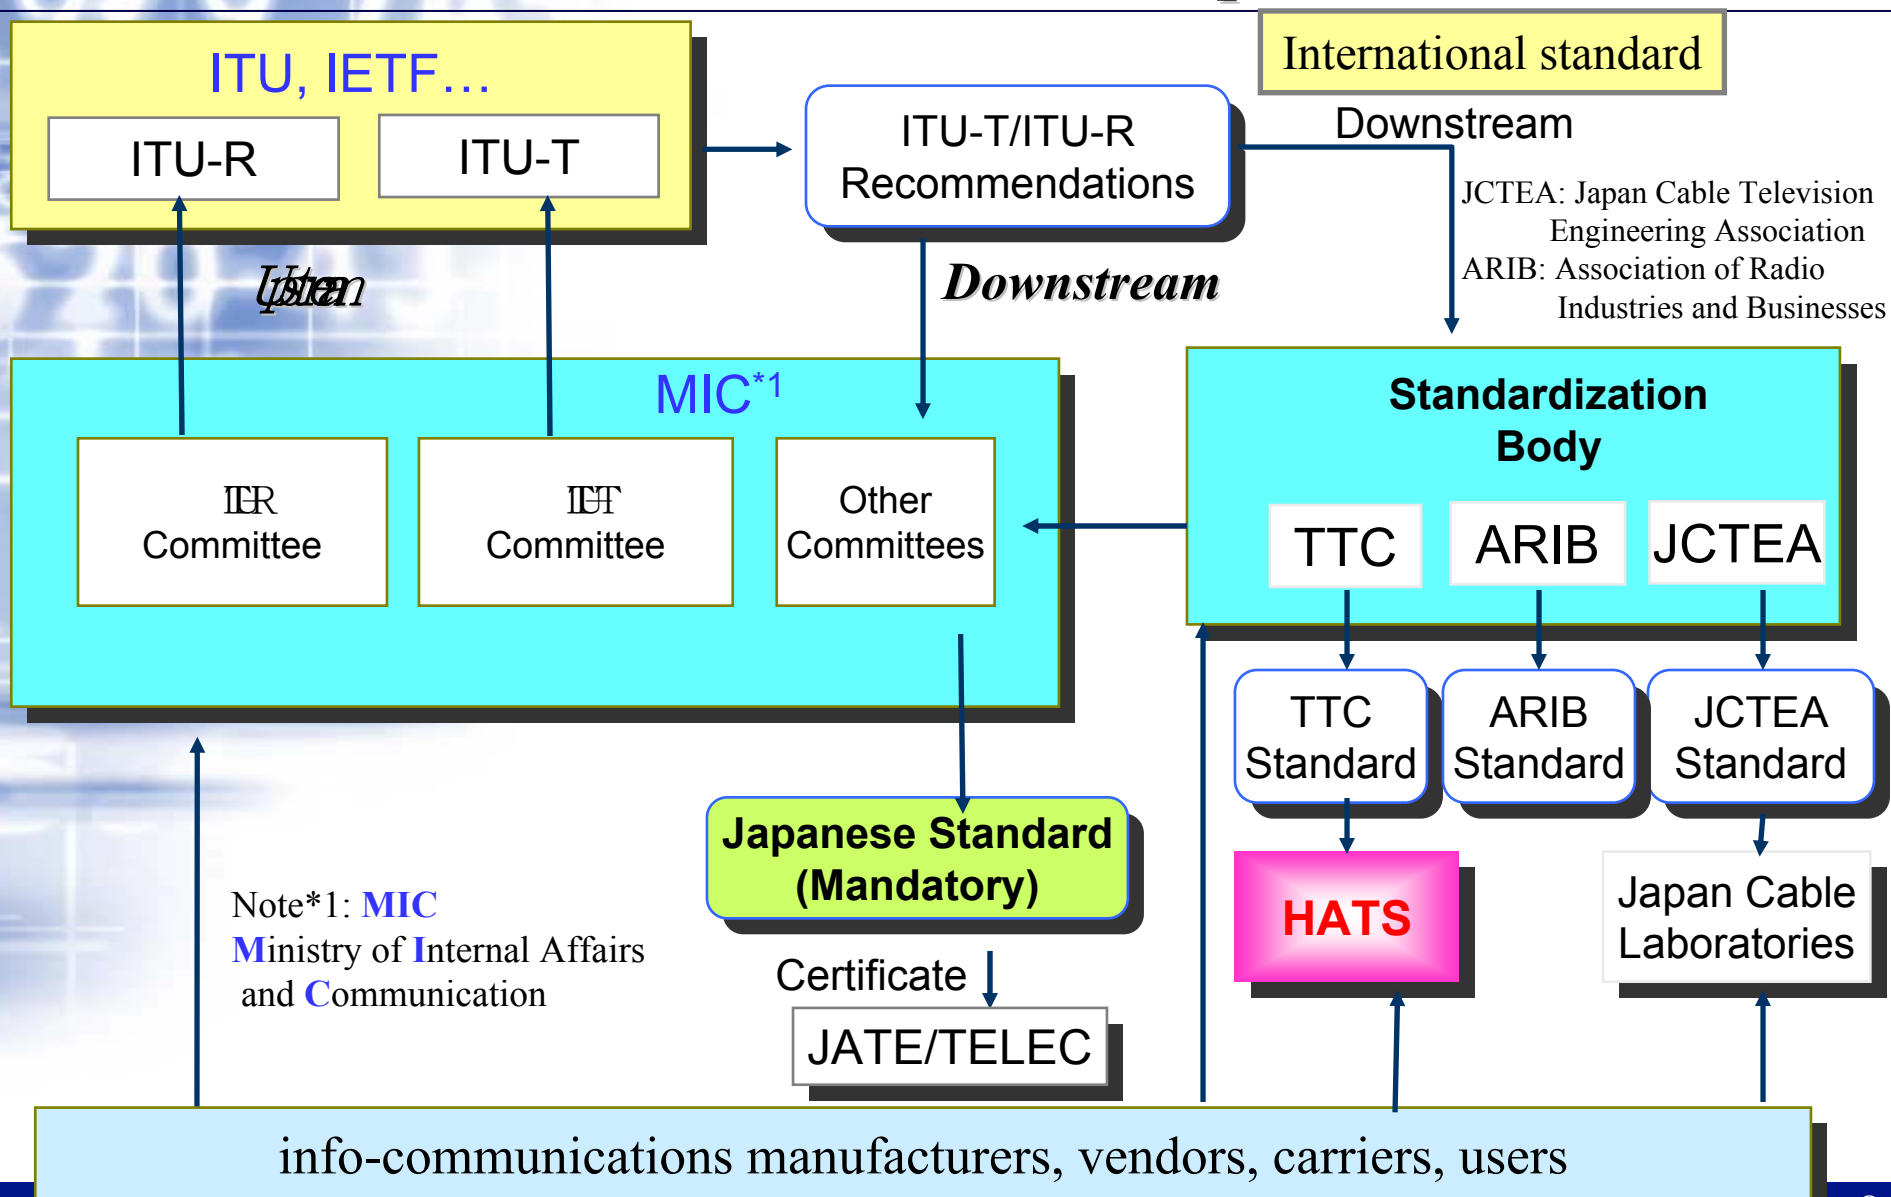 International standard
ITU, IETF…
ITU-R
ITU-T
ITU-T/ITU-R
Recommendations
Downstream
JCTEA: Japan Cable Television
Engineering Association
ARIB: Association of Radio
Industries and Businesses
Downstream
MIC*1
Committee
Committee
Other
Committees
Standardization
Body
TTC
ARIB
JCTEA
TTC
Standard
ARIB
Standard
JCTEA
Standard
Japanese Standard
(Mandatory)
HATS
Japan Cable
Laboratories
Note*1: MIC
Ministry of Internal Affairs
and Communication
Certificate
JATE/TELEC
info-communications manufacturers, vendors, carriers, users